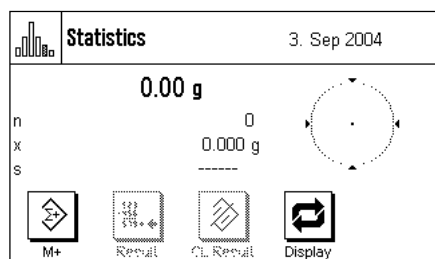 Statistics 3. Sep 2004
0.00 g
n 0
x 0.000 g
s ------
M+ Result CL Result Display